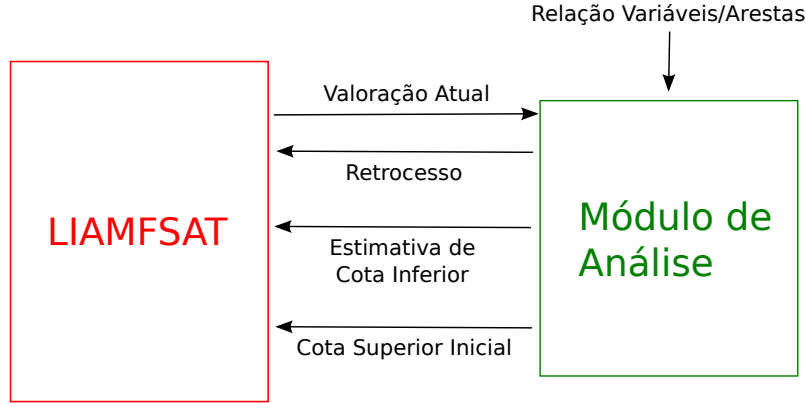 Relação Variáveis/Arestas
Valoração Atual
Retrocesso
LIAMFSAT
Módulo de
Análise
Estimativa de
Cota Inferior
Cota Superior Inicial